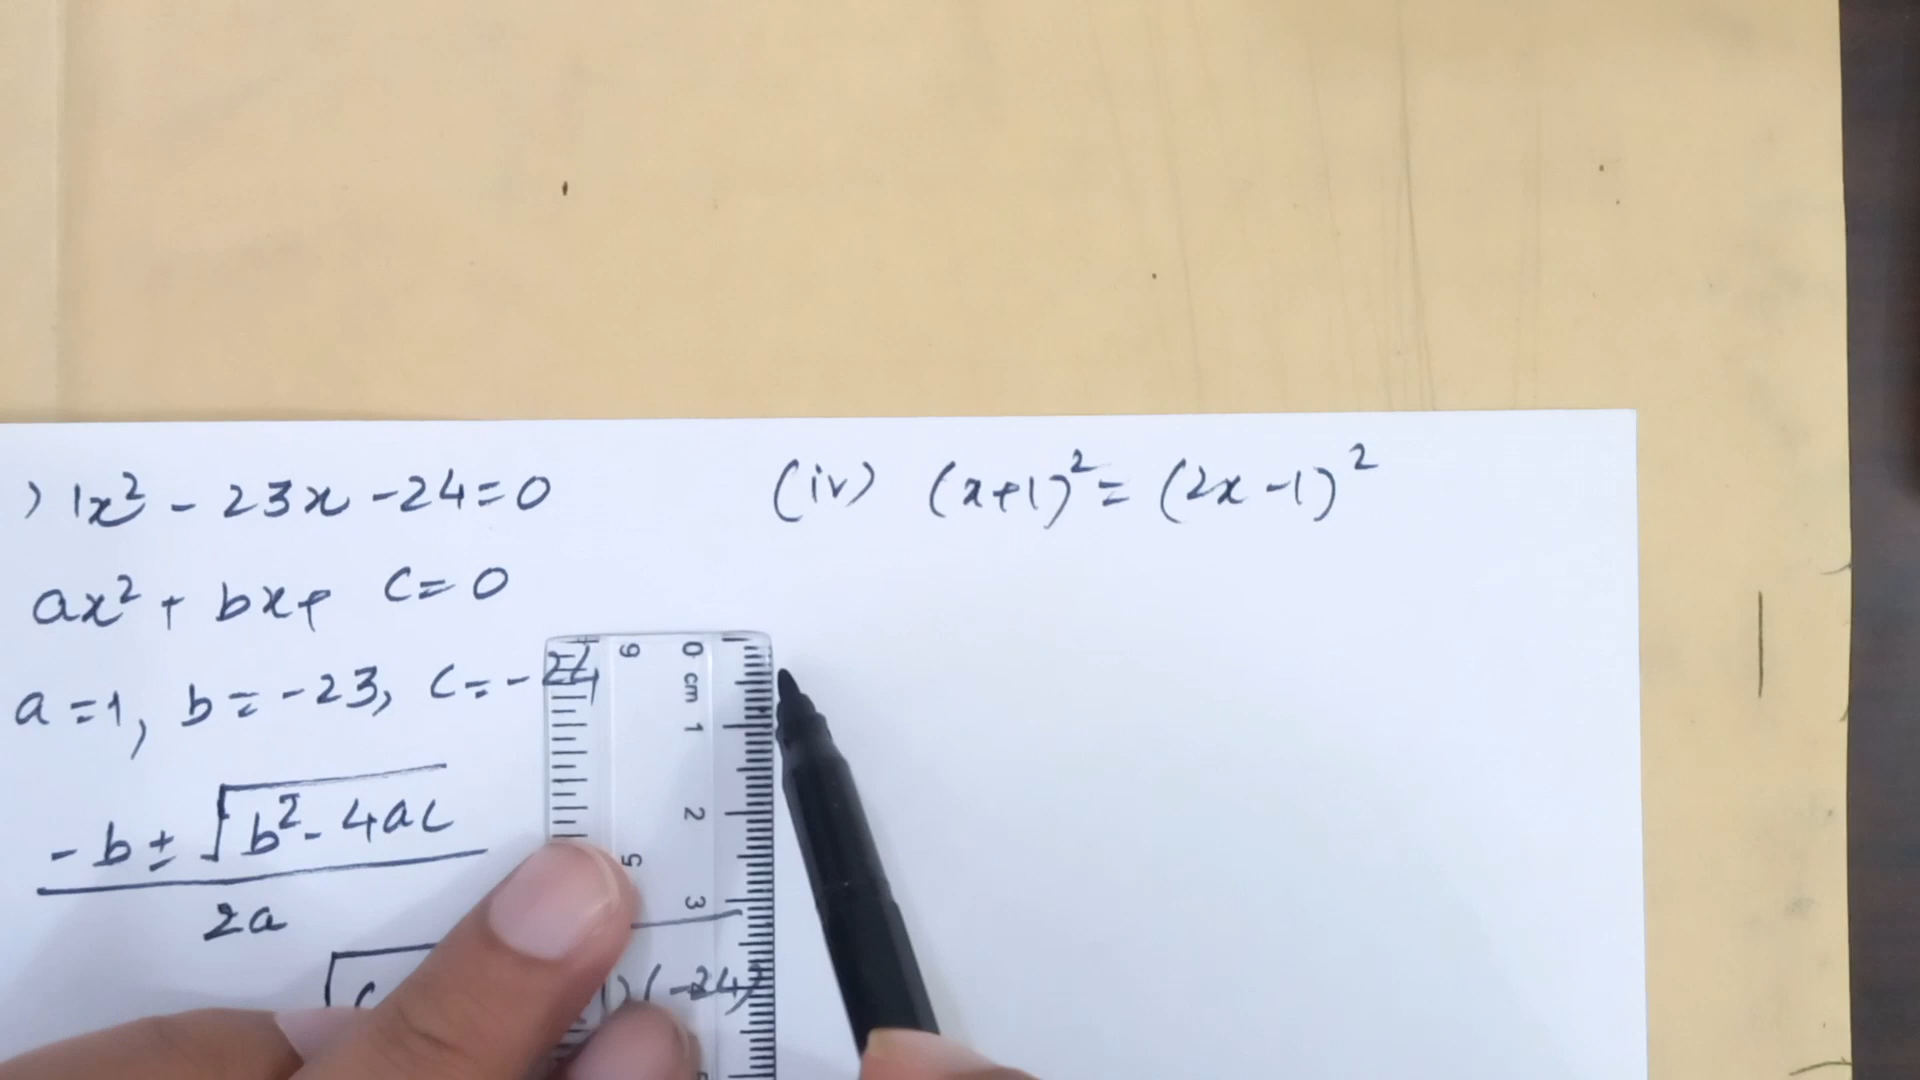 ) 1x² - 23x - 24 = 0
ax² + bx + c = 0
a = 1, b = -23, c = -24
-b ± √b² - 4ac
2a
) (-24)
(iv) (x+1)² = (2x-1)²
6 0 cm
1
2
5
3